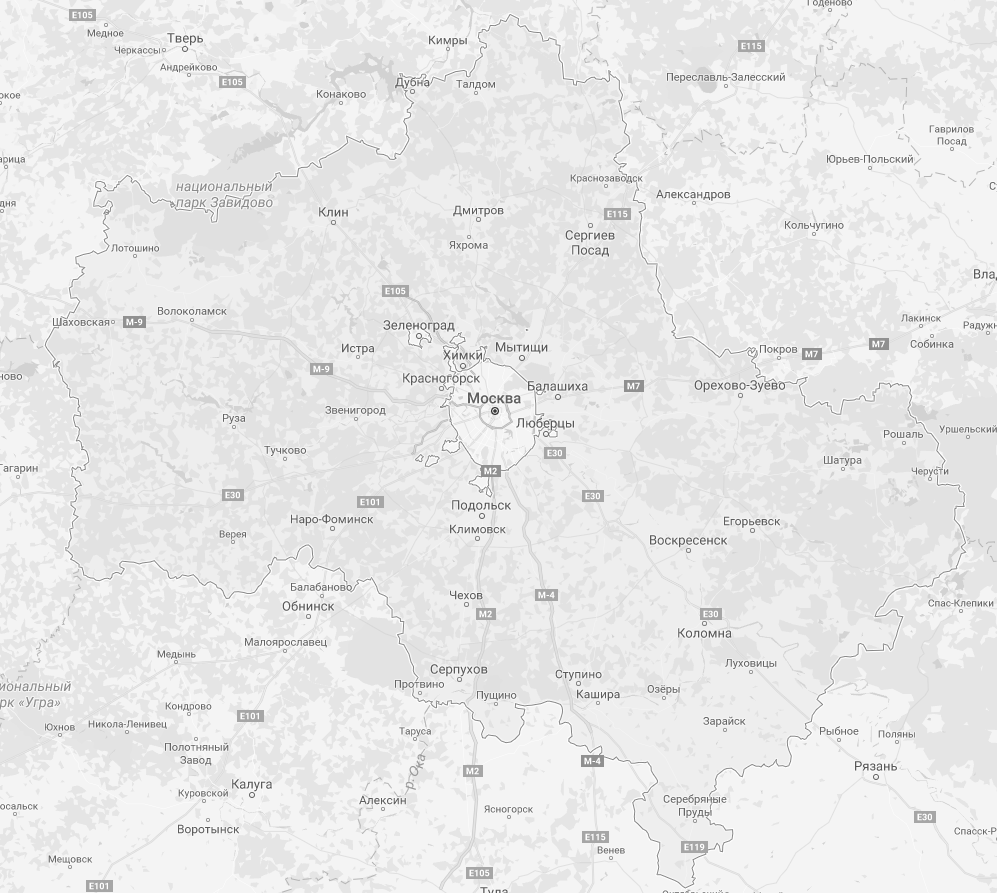 Годеново
E105
Медное
Тверь
Кимры
E115
Черкассы
Андрейково
E105
Дубна
Талдом
Переславль-Залесский
Конаково
Гаврилов
Посад
Юрьев-Польский
национальный
парк Завидово
Краснозаводск
Александров
Клин
Дмитров
E115
Кольчугино
Яхрома
Сергиев
Посад
Лотошино
E105
Волоколамск
Шаховская
M-9
Зеленоград
Лакинск
Собинка
Истра
Химки
Мытищи
Покров
M7
M7
M-9
Красногорск
Балашиха
M7
Орехово-Зуево
Москва
Руза
Звенигород
Люберцы
Рошаль
Уршельский
Тучково
E30
Шатура
Черусти
Гагарин
M2
E30
E101
E30
Подольск
Наро-Фоминск
Климовск
Егорьевск
Верея
Воскресенск
Балабаново
Чехов
M-4
Обнинск
M2
E30
Спас-Клепики
Малоярославец
Коломна
Медынь
Серпухов
Луховицы
Протвино
Ступино
Пущино
Кашира
Озёры
Кондрово
E101
Юхнов
Никола-Ленивец
Таруса
Зарайск
Рыбное
Поляны
Полотняный
Завод
M2
M-4
Рязань
р. Ока
Калуга
Куровской
Алексин
Ясногорск
Серебряные
Пруды
E30
Воротынск
E115
E119
Венев
Мещовск
E105
E101
Тула